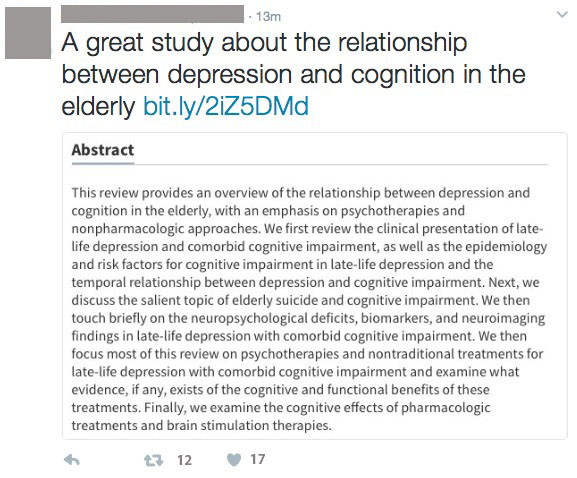 · 13m
A great study about the relationship
between depression and cognition in the
elderly bit.ly/2iZ5DMd
Abstract
This review provides an overview of the relationship between depression and
cognition in the elderly, with an emphasis on psychotherapies and
nonpharmacologic approaches. We first review the clinical presentation of late-
life depression and comorbid cognitive impairment, as well as the epidemiology
and risk factors for cognitive impairment in late-life depression and the
temporal relationship between depression and cognitive impairment. Next, we
discuss the salient topic of elderly suicide and cognitive impairment. We then
touch briefly on the neuropsychological deficits, biomarkers, and neuroimaging
findings in late-life depression with comorbid cognitive impairment. We then
focus most of this review on psychotherapies and nontraditional treatments for
late-life depression with comorbid cognitive impairment and examine what
evidence, if any, exists of the cognitive and functional benefits of these
treatments. Finally, we examine the cognitive effects of pharmacologic
treatments and brain stimulation therapies.
12 17